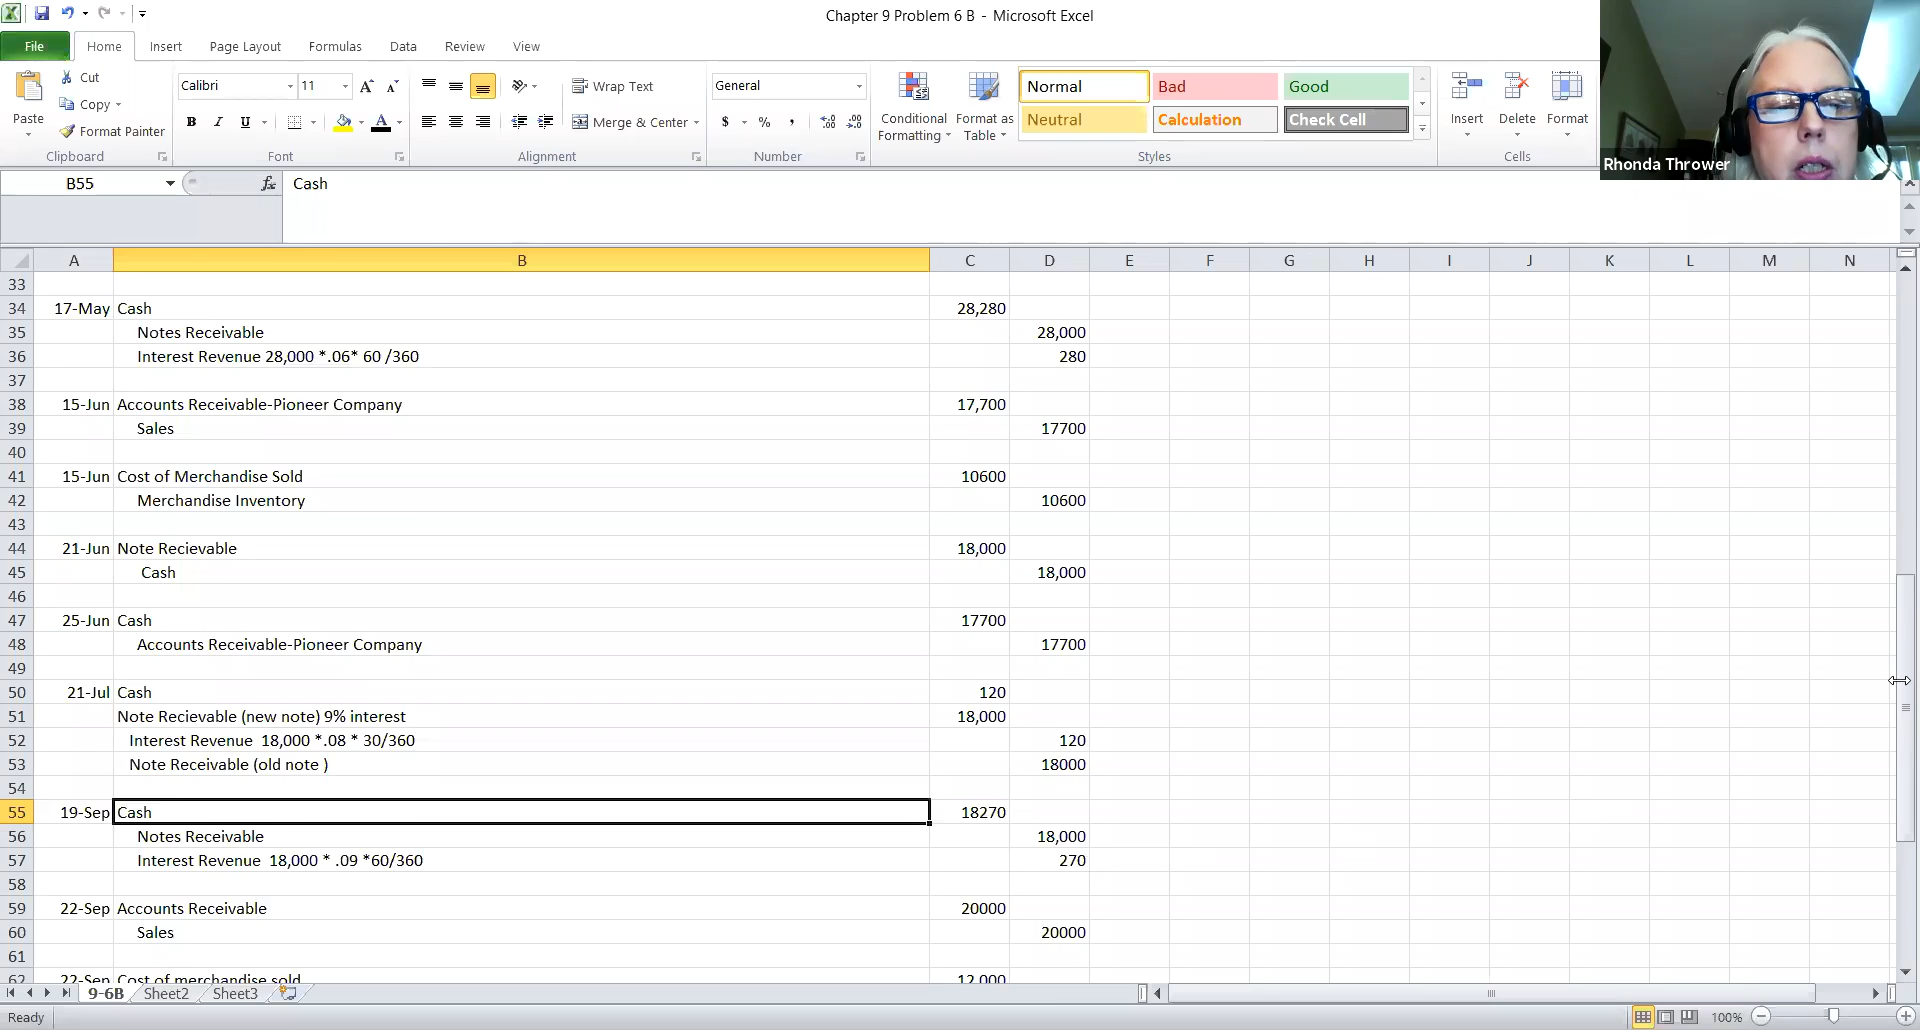 Chapter 9 Problem 6 B - Microsoft Excel
File Home Insert Page Layout Formulas Data Review View
Paste Cut Copy Format Painter Clipboard
Calibri 11 A A B I U A Font
Wrap Text Merge & Center Alignment
General $ % , Number
Conditional Formatting Format as Table
Normal Bad Good
Neutral Calculation Check Cell
Styles
Insert Delete Format
Cells
Rhonda Thrower
B55 fx Cash
A B C D E F G H I J K L M N
33
34 17-May Cash 28,280
35 Notes Receivable 28,000
36 Interest Revenue 28,000 *.06* 60 /360 280
37
38 15-Jun Accounts Receivable-Pioneer Company 17,700
39 Sales 17700
40
41 15-Jun Cost of Merchandise Sold 10600
42 Merchandise Inventory 10600
43
44 21-Jun Note Recievable 18,000
45 Cash 18,000
46
47 25-Jun Cash 17700
48 Accounts Receivable-Pioneer Company 17700
49
50 21-Jul Cash 120
51 Note Recievable (new note) 9% interest 18,000
52 Interest Revenue 18,000 *.08 * 30/360 120
53 Note Receivable (old note ) 18000
54
55 19-Sep Cash 18270
56 Notes Receivable 18,000
57 Interest Revenue 18,000 * .09 *60/360 270
58
59 22-Sep Accounts Receivable 20000
60 Sales 20000
61
62 22-Sep Cost of merchandise sold 12,000
9-6B Sheet2 Sheet3
Ready 100%